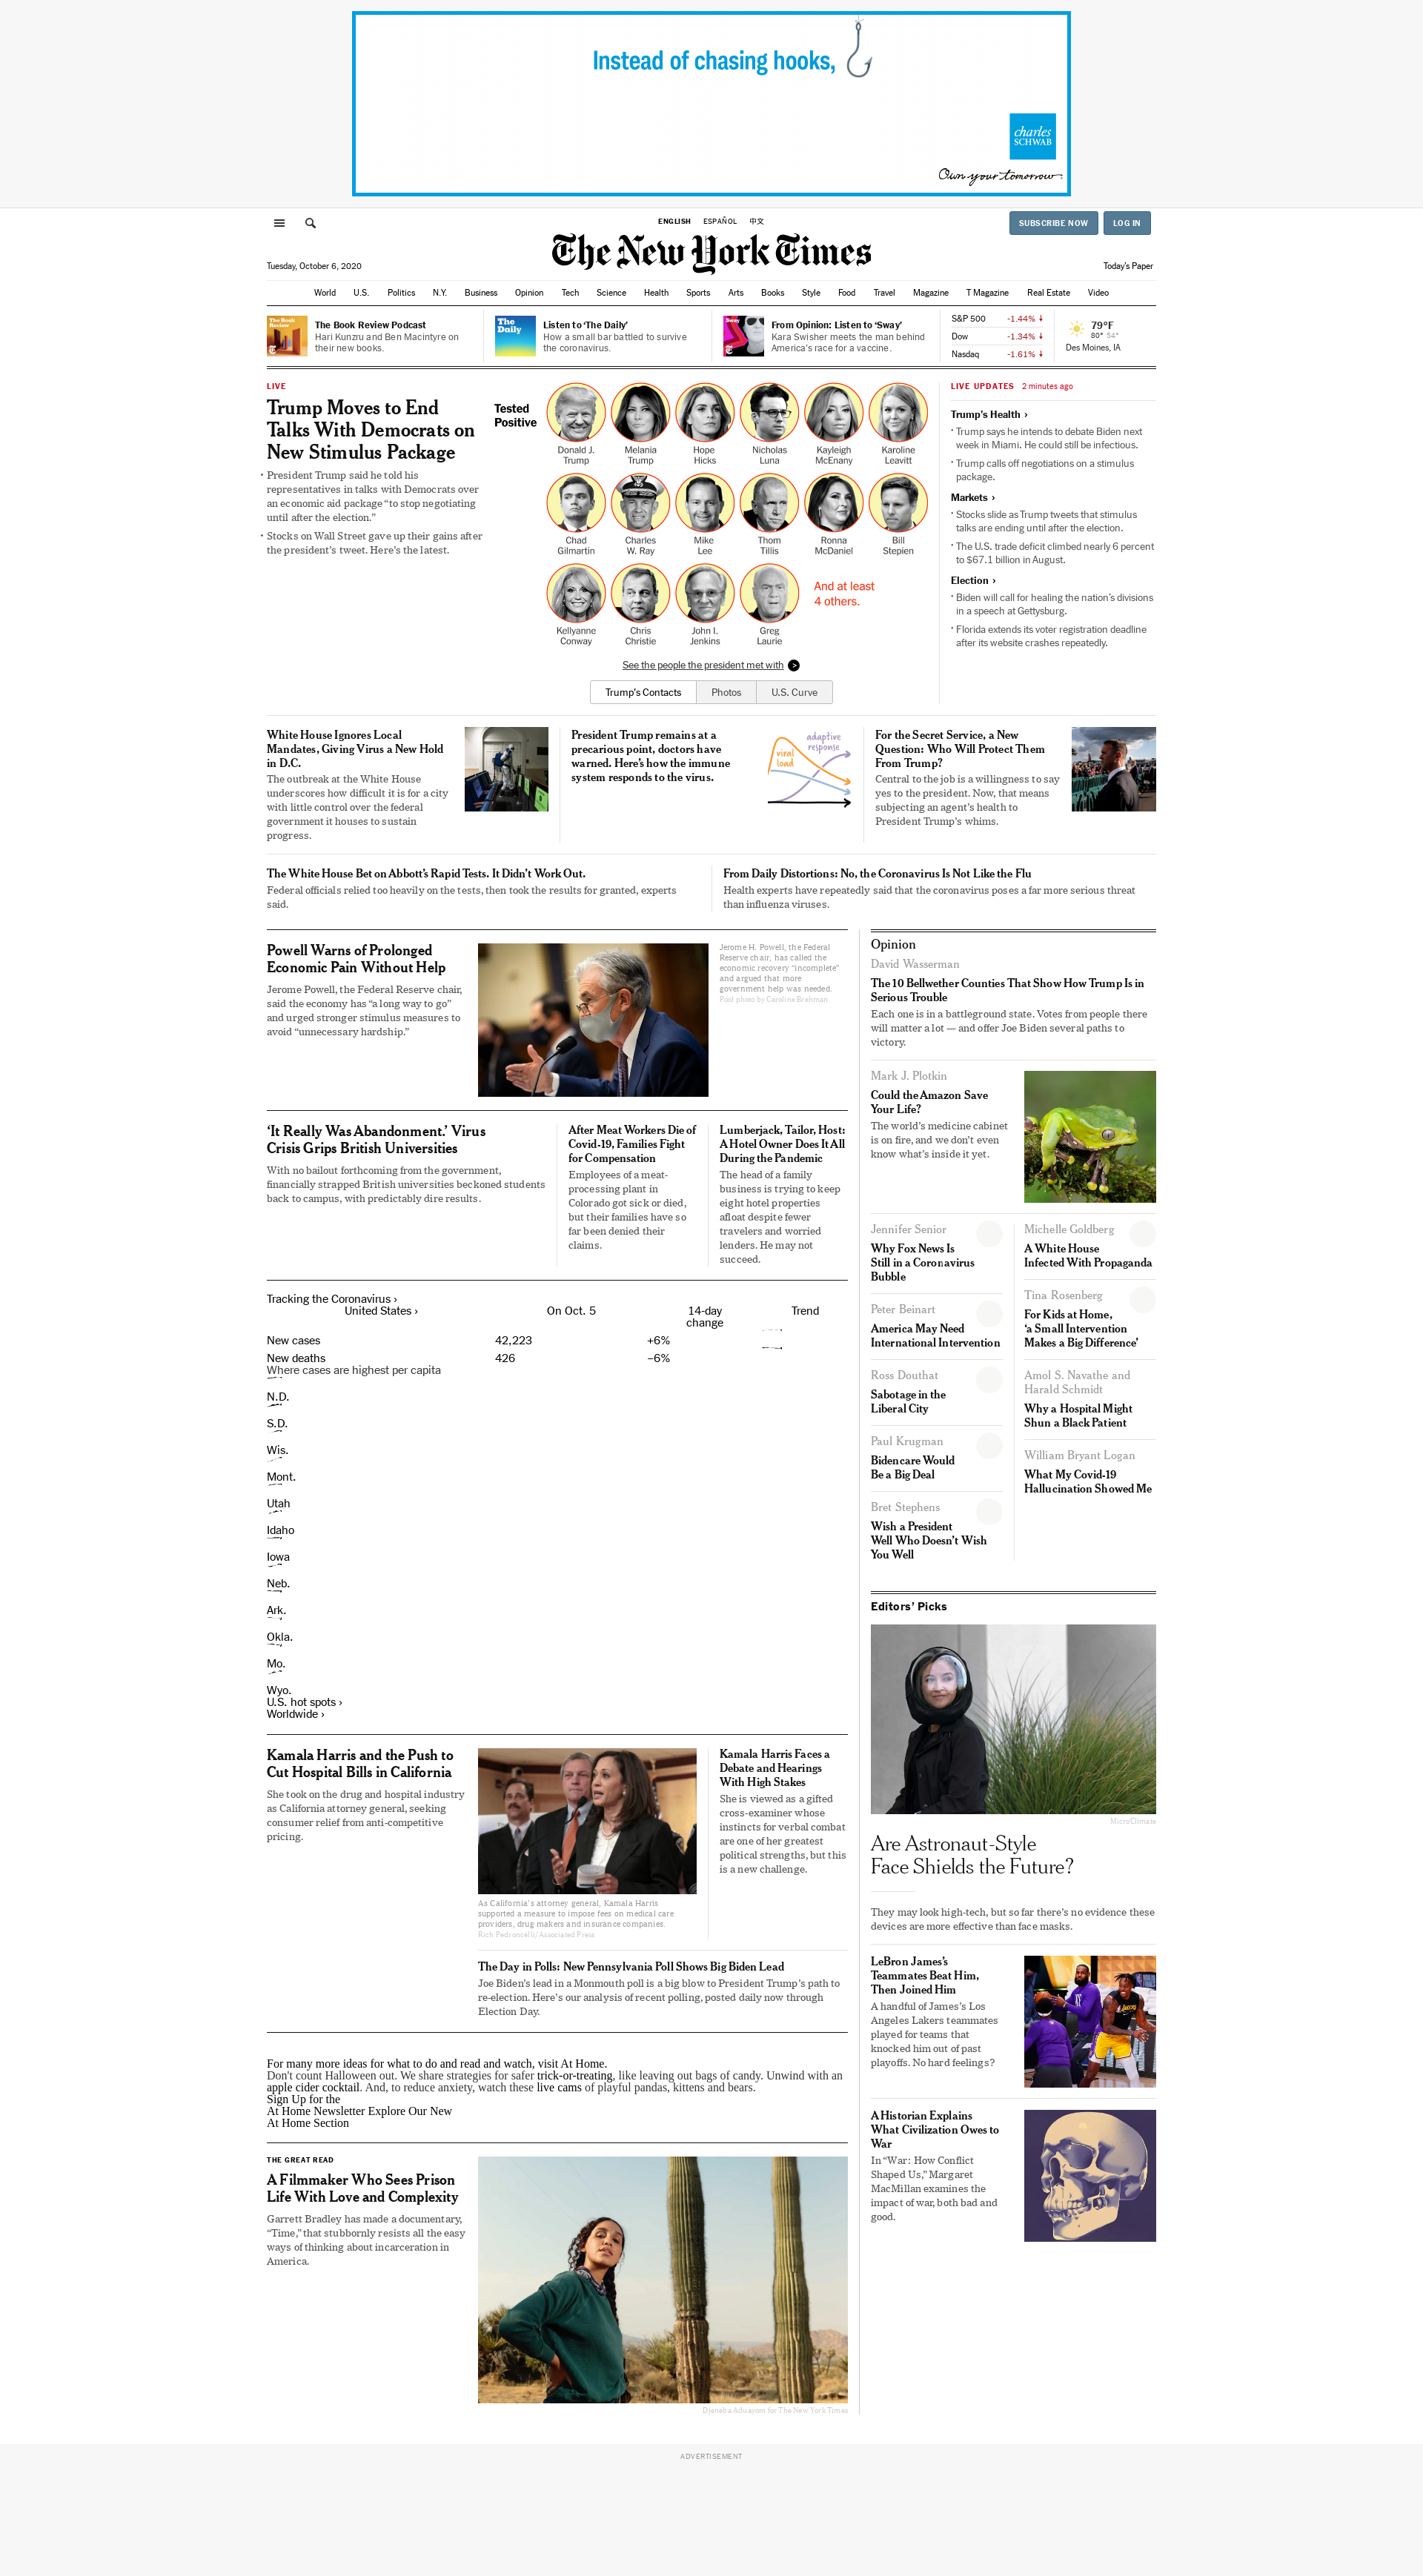 Instead of chasing hooks,
charles
SCHWAB
Own your tomorrow
ENGLISH ESPAÑOL 中文
SUBSCRIBE NOW LOG IN
The New York Times
Tuesday, October 6, 2020
Today's Paper
World U.S. Politics N.Y. Business Opinion Tech Science Health Sports Arts Books Style Food Travel Magazine T Magazine Real Estate Video
The Book Review
The Book Review Podcast
Hari Kunzru and Ben Macintyre on
their new books.
The Daily
Listen to 'The Daily'
How a small bar battled to survive
the coronavirus.
Sway
From Opinion: Listen to 'Sway'
Kara Swisher meets the man behind
America's race for a vaccine.
S&P 500 -1.44%
Dow -1.34%
Nasdaq -1.61%
79°F
80° 54°
Des Moines, IA
LIVE
Trump Moves to End
Talks With Democrats on
New Stimulus Package
• President Trump said he told his
representatives in talks with Democrats over
an economic aid package "to stop negotiating
until after the election."
• Stocks on Wall Street gave up their gains after
the president's tweet. Here's the latest.
Tested
Positive
Donald J.
Trump
Melania
Trump
Hope
Hicks
Nicholas
Luna
Kayleigh
McEnany
Karoline
Leavitt
Chad
Gilmartin
Charles
W. Ray
Mike
Lee
Thom
Tillis
Ronna
McDaniel
Bill
Stepien
Kellyanne
Conway
Chris
Christie
John I.
Jenkins
Greg
Laurie
And at least
4 others.
See the people the president met with >
Trump's Contacts Photos U.S. Curve
LIVE UPDATES 2 minutes ago
Trump's Health ›
• Trump says he intends to debate Biden next
week in Miami. He could still be infectious.
• Trump calls off negotiations on a stimulus
package.
Markets ›
• Stocks slide as Trump tweets that stimulus
talks are ending until after the election.
• The U.S. trade deficit climbed nearly 6 percent
to $67.1 billion in August.
Election ›
• Biden will call for healing the nation's divisions
in a speech at Gettysburg.
• Florida extends its voter registration deadline
after its website crashes repeatedly.
White House Ignores Local
Mandates, Giving Virus a New Hold
in D.C.
The outbreak at the White House
underscores how difficult it is for a city
with little control over the federal
government it houses to sustain
progress.
President Trump remains at a
precarious point, doctors have
warned. Here's how the immune
system responds to the virus.
adaptive
response
viral
load
For the Secret Service, a New
Question: Who Will Protect Them
From Trump?
Central to the job is a willingness to say
yes to the president. Now, that means
subjecting an agent's health to
President Trump's whims.
The White House Bet on Abbott's Rapid Tests. It Didn't Work Out.
Federal officials relied too heavily on the tests, then took the results for granted, experts
said.
From Daily Distortions: No, the Coronavirus Is Not Like the Flu
Health experts have repeatedly said that the coronavirus poses a far more serious threat
than influenza viruses.
Powell Warns of Prolonged
Economic Pain Without Help
Jerome Powell, the Federal Reserve chair,
said the economy has "a long way to go"
and urged stronger stimulus measures to
avoid "unnecessary hardship."
Jerome H. Powell, the Federal
Reserve chair, has called the
economic recovery "incomplete"
and argued that more
government help was needed.
Pool photo by Caroline Brehman
'It Really Was Abandonment.' Virus
Crisis Grips British Universities
With no bailout forthcoming from the government,
financially strapped British universities beckoned students
back to campus, with predictably dire results.
After Meat Workers Die of
Covid-19, Families Fight
for Compensation
Employees of a meat-
processing plant in
Colorado got sick or died,
but their families have so
far been denied their
claims.
Lumberjack, Tailor, Host:
A Hotel Owner Does It All
During the Pandemic
The head of a family
business is trying to keep
eight hotel properties
afloat despite fewer
travelers and worried
lenders. He may not
succeed.
Tracking the Coronavirus ›
United States › On Oct. 5 14-day
change Trend
New cases 42,223 +6%
New deaths 426 –6%
Where cases are highest per capita
N.D.
S.D.
Wis.
Mont.
Utah
Idaho
Iowa
Neb.
Ark.
Okla.
Mo.
Wyo.
U.S. hot spots ›
Worldwide ›
Kamala Harris and the Push to
Cut Hospital Bills in California
She took on the drug and hospital industry
as California attorney general, seeking
consumer relief from anti-competitive
pricing.
As California's attorney general, Kamala Harris
supported a measure to impose fees on medical care
providers, drug makers and insurance companies.
Rich Pedroncelli/Associated Press
Kamala Harris Faces a
Debate and Hearings
With High Stakes
She is viewed as a gifted
cross-examiner whose
instincts for verbal combat
are one of her greatest
political strengths, but this
is a new challenge.
The Day in Polls: New Pennsylvania Poll Shows Big Biden Lead
Joe Biden's lead in a Monmouth poll is a big blow to President Trump's path to
re-election. Here's our analysis of recent polling, posted daily now through
Election Day.
For many more ideas for what to do and read and watch, visit At Home.
Don't count Halloween out. We share strategies for safer trick-or-treating, like leaving out bags of candy. Unwind with an
apple cider cocktail. And, to reduce anxiety, watch these live cams of playful pandas, kittens and bears.
Sign Up for the
At Home Newsletter Explore Our New
At Home Section
THE GREAT READ
A Filmmaker Who Sees Prison
Life With Love and Complexity
Garrett Bradley has made a documentary,
"Time," that stubbornly resists all the easy
ways of thinking about incarceration in
America.
Djeneba Aduayom for The New York Times
Opinion
David Wasserman
The 10 Bellwether Counties That Show How Trump Is in
Serious Trouble
Each one is in a battleground state. Votes from people there
will matter a lot — and offer Joe Biden several paths to
victory.
Mark J. Plotkin
Could the Amazon Save
Your Life?
The world's medicine cabinet
is on fire, and we don't even
know what's inside it yet.
Jennifer Senior
Why Fox News Is
Still in a Coronavirus
Bubble
Peter Beinart
America May Need
International Intervention
Ross Douthat
Sabotage in the
Liberal City
Paul Krugman
Bidencare Would
Be a Big Deal
Bret Stephens
Wish a President
Well Who Doesn't Wish
You Well
Michelle Goldberg
A White House
Infected With Propaganda
Tina Rosenberg
For Kids at Home,
'a Small Intervention
Makes a Big Difference'
Amol S. Navathe and
Harald Schmidt
Why a Hospital Might
Shun a Black Patient
William Bryant Logan
What My Covid-19
Hallucination Showed Me
Editors' Picks
MicroClimate
Are Astronaut-Style
Face Shields the Future?
They may look high-tech, but so far there's no evidence these
devices are more effective than face masks.
LeBron James's
Teammates Beat Him,
Then Joined Him
A handful of James's Los
Angeles Lakers teammates
played for teams that
knocked him out of past
playoffs. No hard feelings?
A Historian Explains
What Civilization Owes to
War
In "War: How Conflict
Shaped Us," Margaret
MacMillan examines the
impact of war, both bad and
good.
ADVERTISEMENT